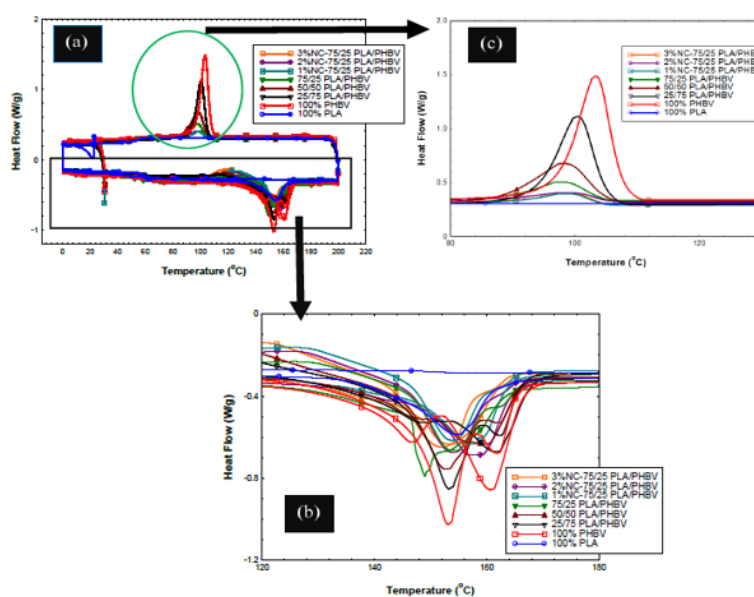 (a)
2
1
0
-1
Heat Flow (W/g)
3%NC-75/25 PLA/PHBV
2%NC-75/25 PLA/PHBV
1%NC-75/25 PLA/PHBV
75/25 PLA/PHBV
50/50 PLA/PHBV
25/75 PLA/PHBV
100% PHBV
100% PLA
0 20 40 60 80 100 120 140 160 180 200 220
Temperature (°C)
(c)
2.0
1.5
1.0
0.5
0.0
Heat Flow (W/g)
3%NC-75/25 PLA/PHBV
2%NC-75/25 PLA/PHBV
1%NC-75/25 PLA/PHB
75/25 PLA/PHBV
50/50 PLA/PHBV
25/75 PLA/PHBV
100% PHBV
100% PLA
80 100 120
Temperature (°C)
0
-0.4
-0.8
-1.2
Heat Flow (W/g)
(b)
3%NC-75/25 PLA/PHBV
2%NC-75/25 PLA/PHBV
1%NC-75/25 PLA/PHBV
75/25 PLA/PHBV
50/50 PLA/PHBV
25/75 PLA/PHBV
100% PHBV
100% PLA
120 140 160 180
Temperature (°C)